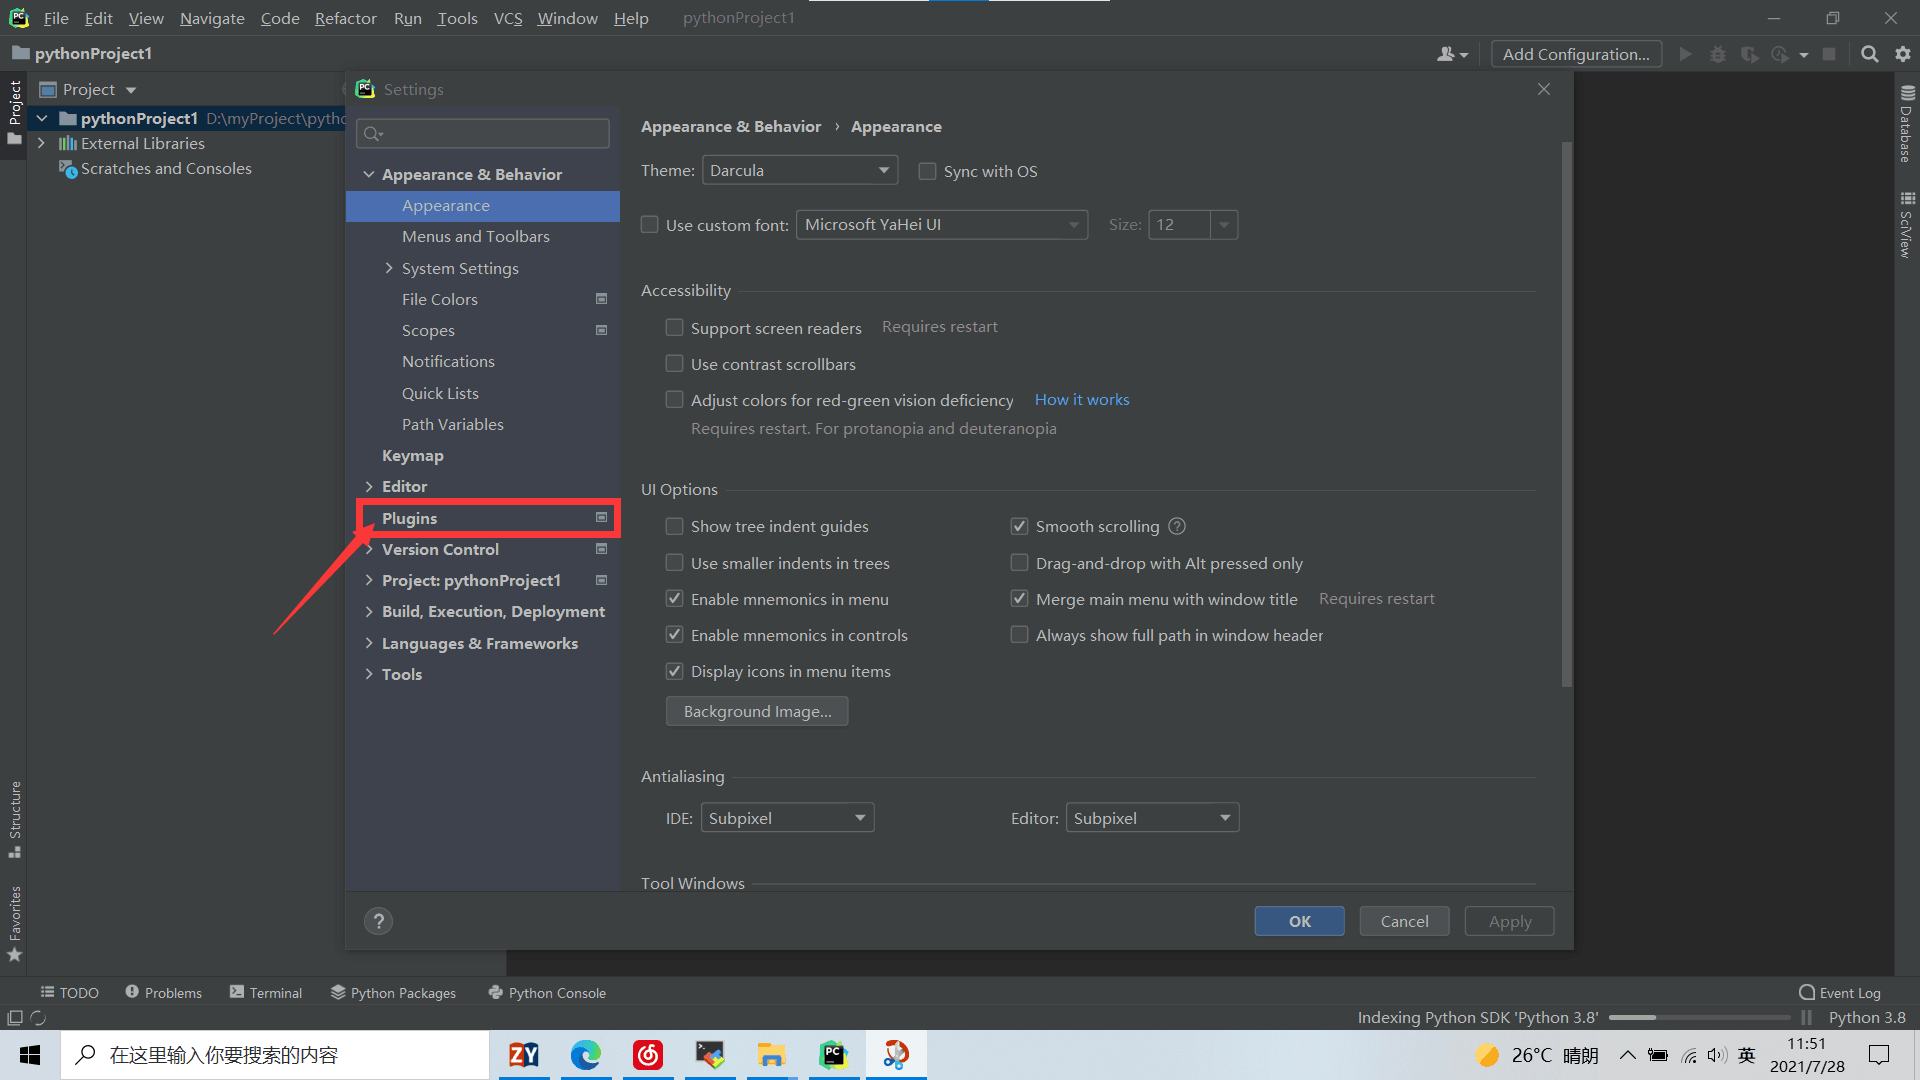 File Edit View Navigate Code Refactor Run Tools VCS Window Help pythonProject1
pythonProject1
Add Configuration...
Project
Project
pythonProject1 D:\myProject\pytho
External Libraries
Scratches and Consoles
Structure
Favorites
Database
SciView
Settings
Appearance & Behavior
Appearance
Menus and Toolbars
System Settings
File Colors
Scopes
Notifications
Quick Lists
Path Variables
Keymap
Editor
Plugins
Version Control
Project: pythonProject1
Build, Execution, Deployment
Languages & Frameworks
Tools
Appearance & Behavior › Appearance
Theme: Darcula Sync with OS
Use custom font: Microsoft YaHei UI Size: 12
Accessibility
Support screen readers Requires restart
Use contrast scrollbars
Adjust colors for red-green vision deficiency How it works
Requires restart. For protanopia and deuteranopia
UI Options
Show tree indent guides Smooth scrolling ?
Use smaller indents in trees Drag-and-drop with Alt pressed only
Enable mnemonics in menu Merge main menu with window title Requires restart
Enable mnemonics in controls Always show full path in window header
Display icons in menu items
Background Image...
Antialiasing
IDE: Subpixel Editor: Subpixel
Tool Windows
? OK Cancel Apply
TODO Problems Terminal Python Packages Python Console Event Log
Indexing Python SDK 'Python 3.8' Python 3.8
在这里输入你要搜索的内容
ZY
PC
26°C 晴朗
英
11:51
2021/7/28